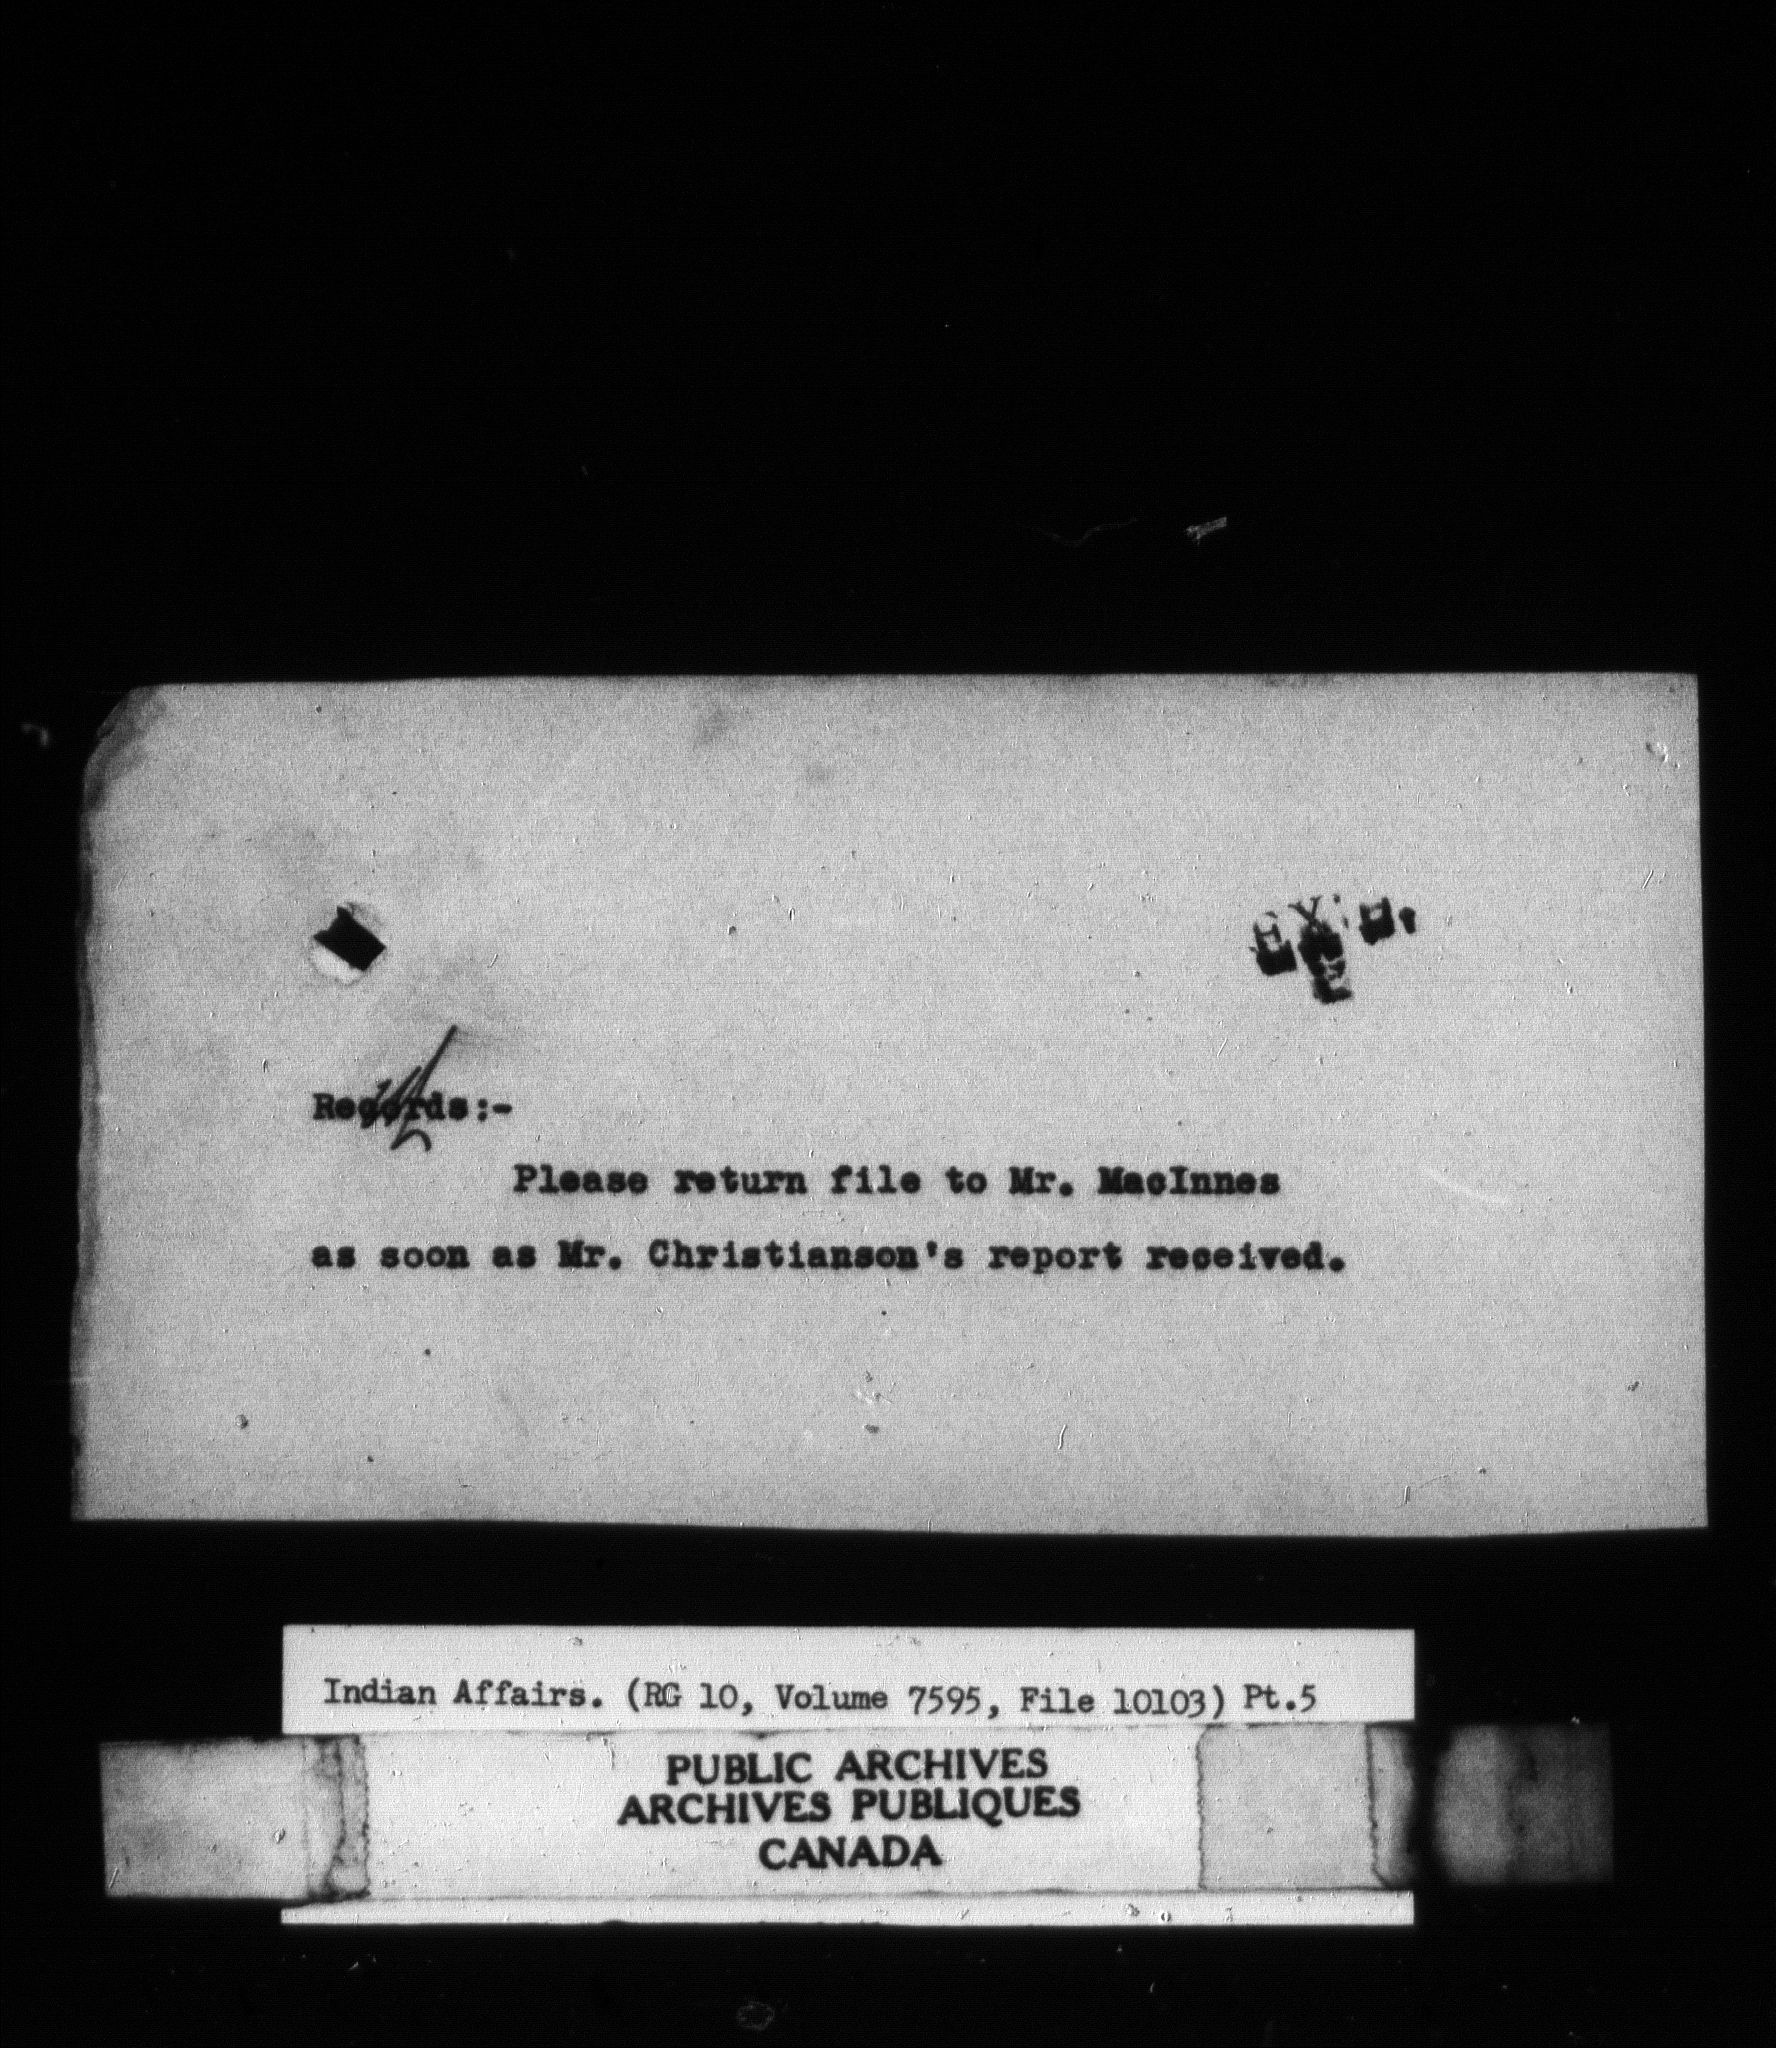 Records:-
Please return file to Mr. MacInnes
as soon as Mr. Christianson's report received.
Indian Affairs. (RG 10, Volume 7595, File 10103) Pt.5
PUBLIC ARCHIVES
ARCHIVES PUBLIQUES
CANADA